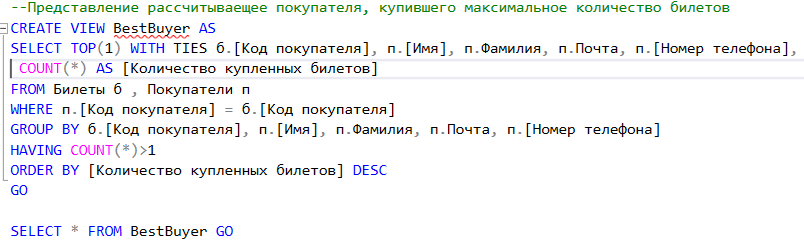 --Представление рассчитывающее покупателя, купившего максимальное количество билетов
CREATE VIEW BestBuyer AS
SELECT TOP(1) WITH TIES б.[Код покупателя], п.[Имя], п.Фамилия, п.Почта, п.[Номер телефона],
COUNT(*) AS [Количество купленных билетов]
FROM Билеты б , Покупатели п
WHERE п.[Код покупателя] = б.[Код покупателя]
GROUP BY б.[Код покупателя], п.[Имя], п.Фамилия, п.Почта, п.[Номер телефона]
HAVING COUNT(*)>1
ORDER BY [Количество купленных билетов] DESC
GO
SELECT * FROM BestBuyer GO